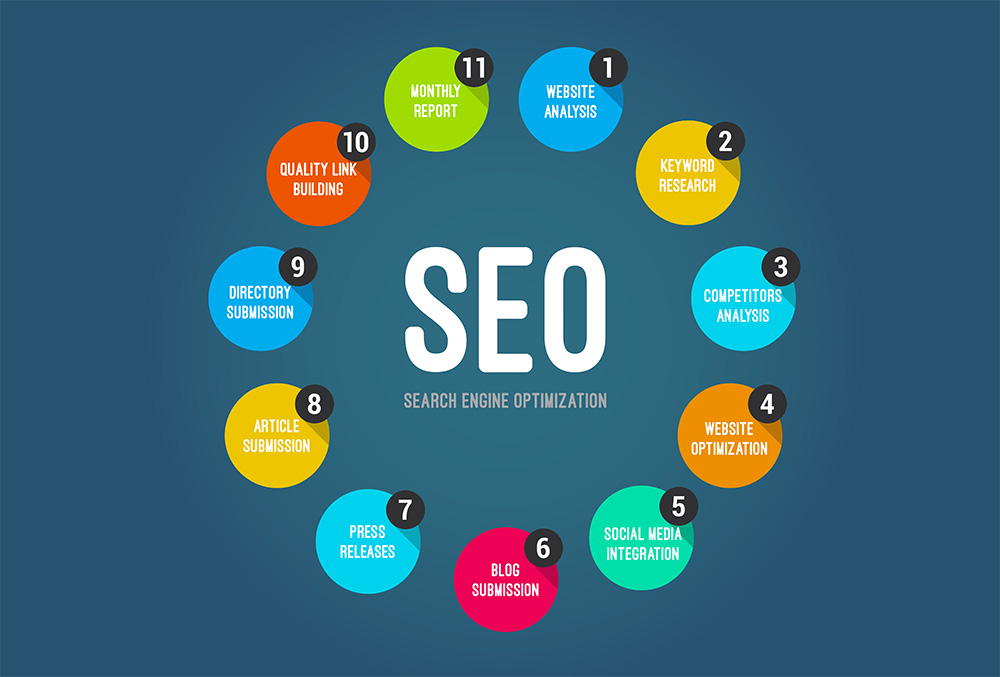 SEO
SEARCH ENGINE OPTIMIZATION
1
WEBSITE
ANALYSIS
2
KEYWORD
RESEARCH
3
COMPETITORS
ANALYSIS
4
WEBSITE
OPTIMIZATION
5
SOCIAL MEDIA
INTEGRATION
6
BLOG
SUBMISSION
7
PRESS
RELEASES
8
ARTICLE
SUBMISSION
9
DIRECTORY
SUBMISSION
10
QUALITY LINK
BUILDING
11
MONTHLY
REPORT